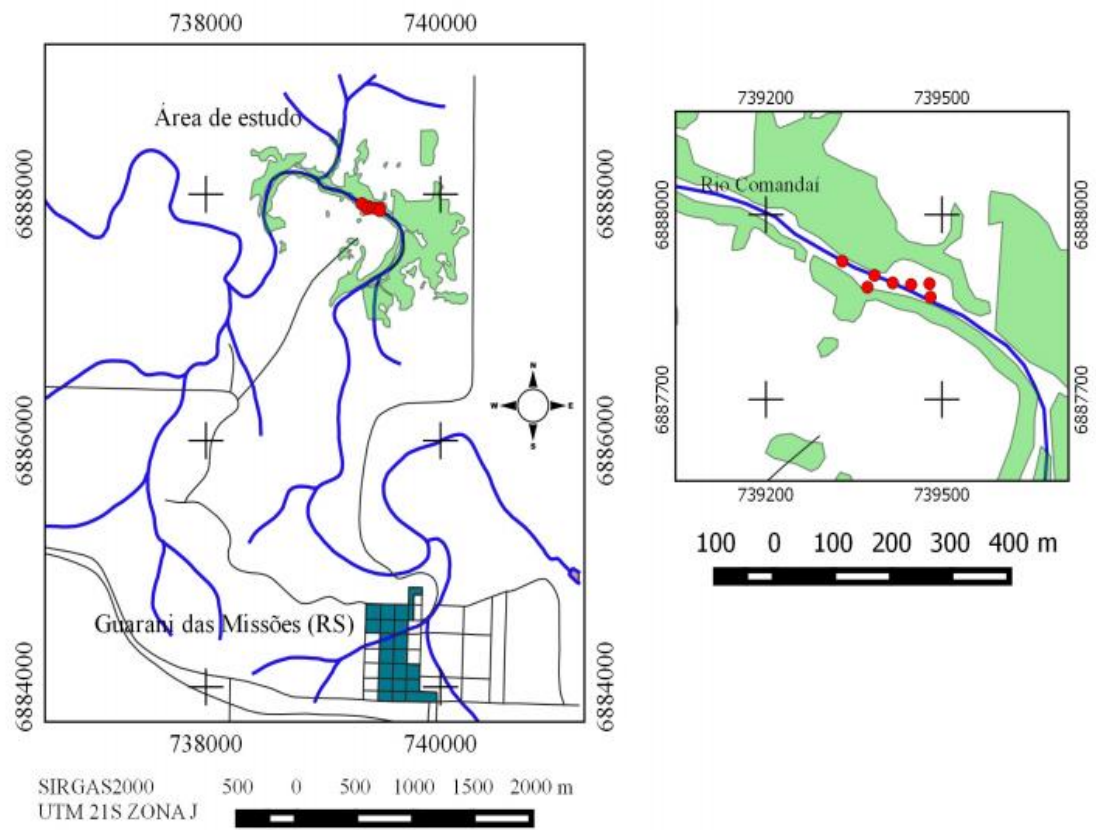 738000 740000
Área de estudo
6888000 6888000
N
W E
S
6886000 6886000
Guarani das Missões (RS)
6884000 6884000
738000 740000
SIRGAS2000
UTM 21S ZONA J
500 0 500 1000 1500 2000 m
739200 739500
Rio Comandaí
6888000 6888000
6887700 6887700
739200 739500
100 0 100 200 300 400 m